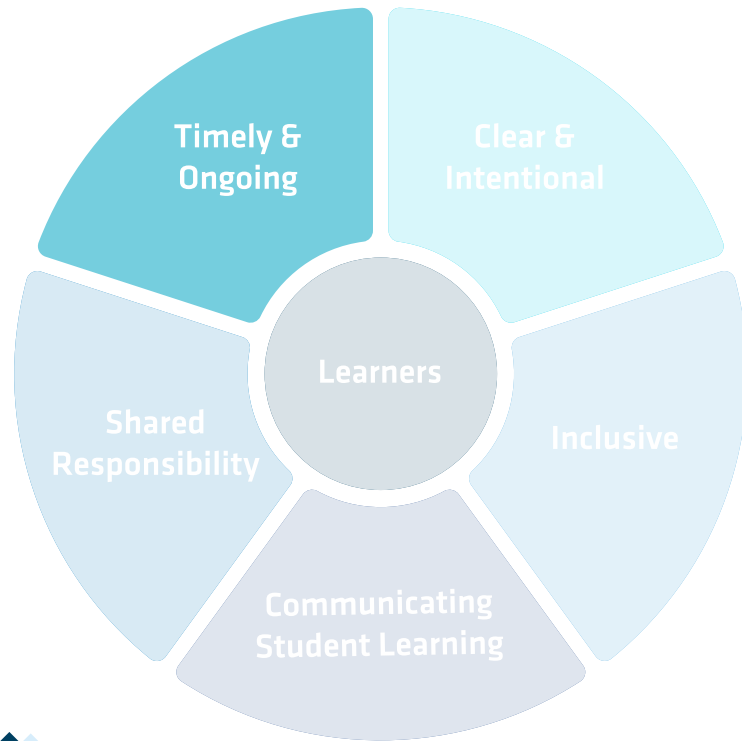 Timely &
Ongoing
Clear &
Intentional
Learners
Shared
Responsibility
Inclusive
Communicating
Student Learning